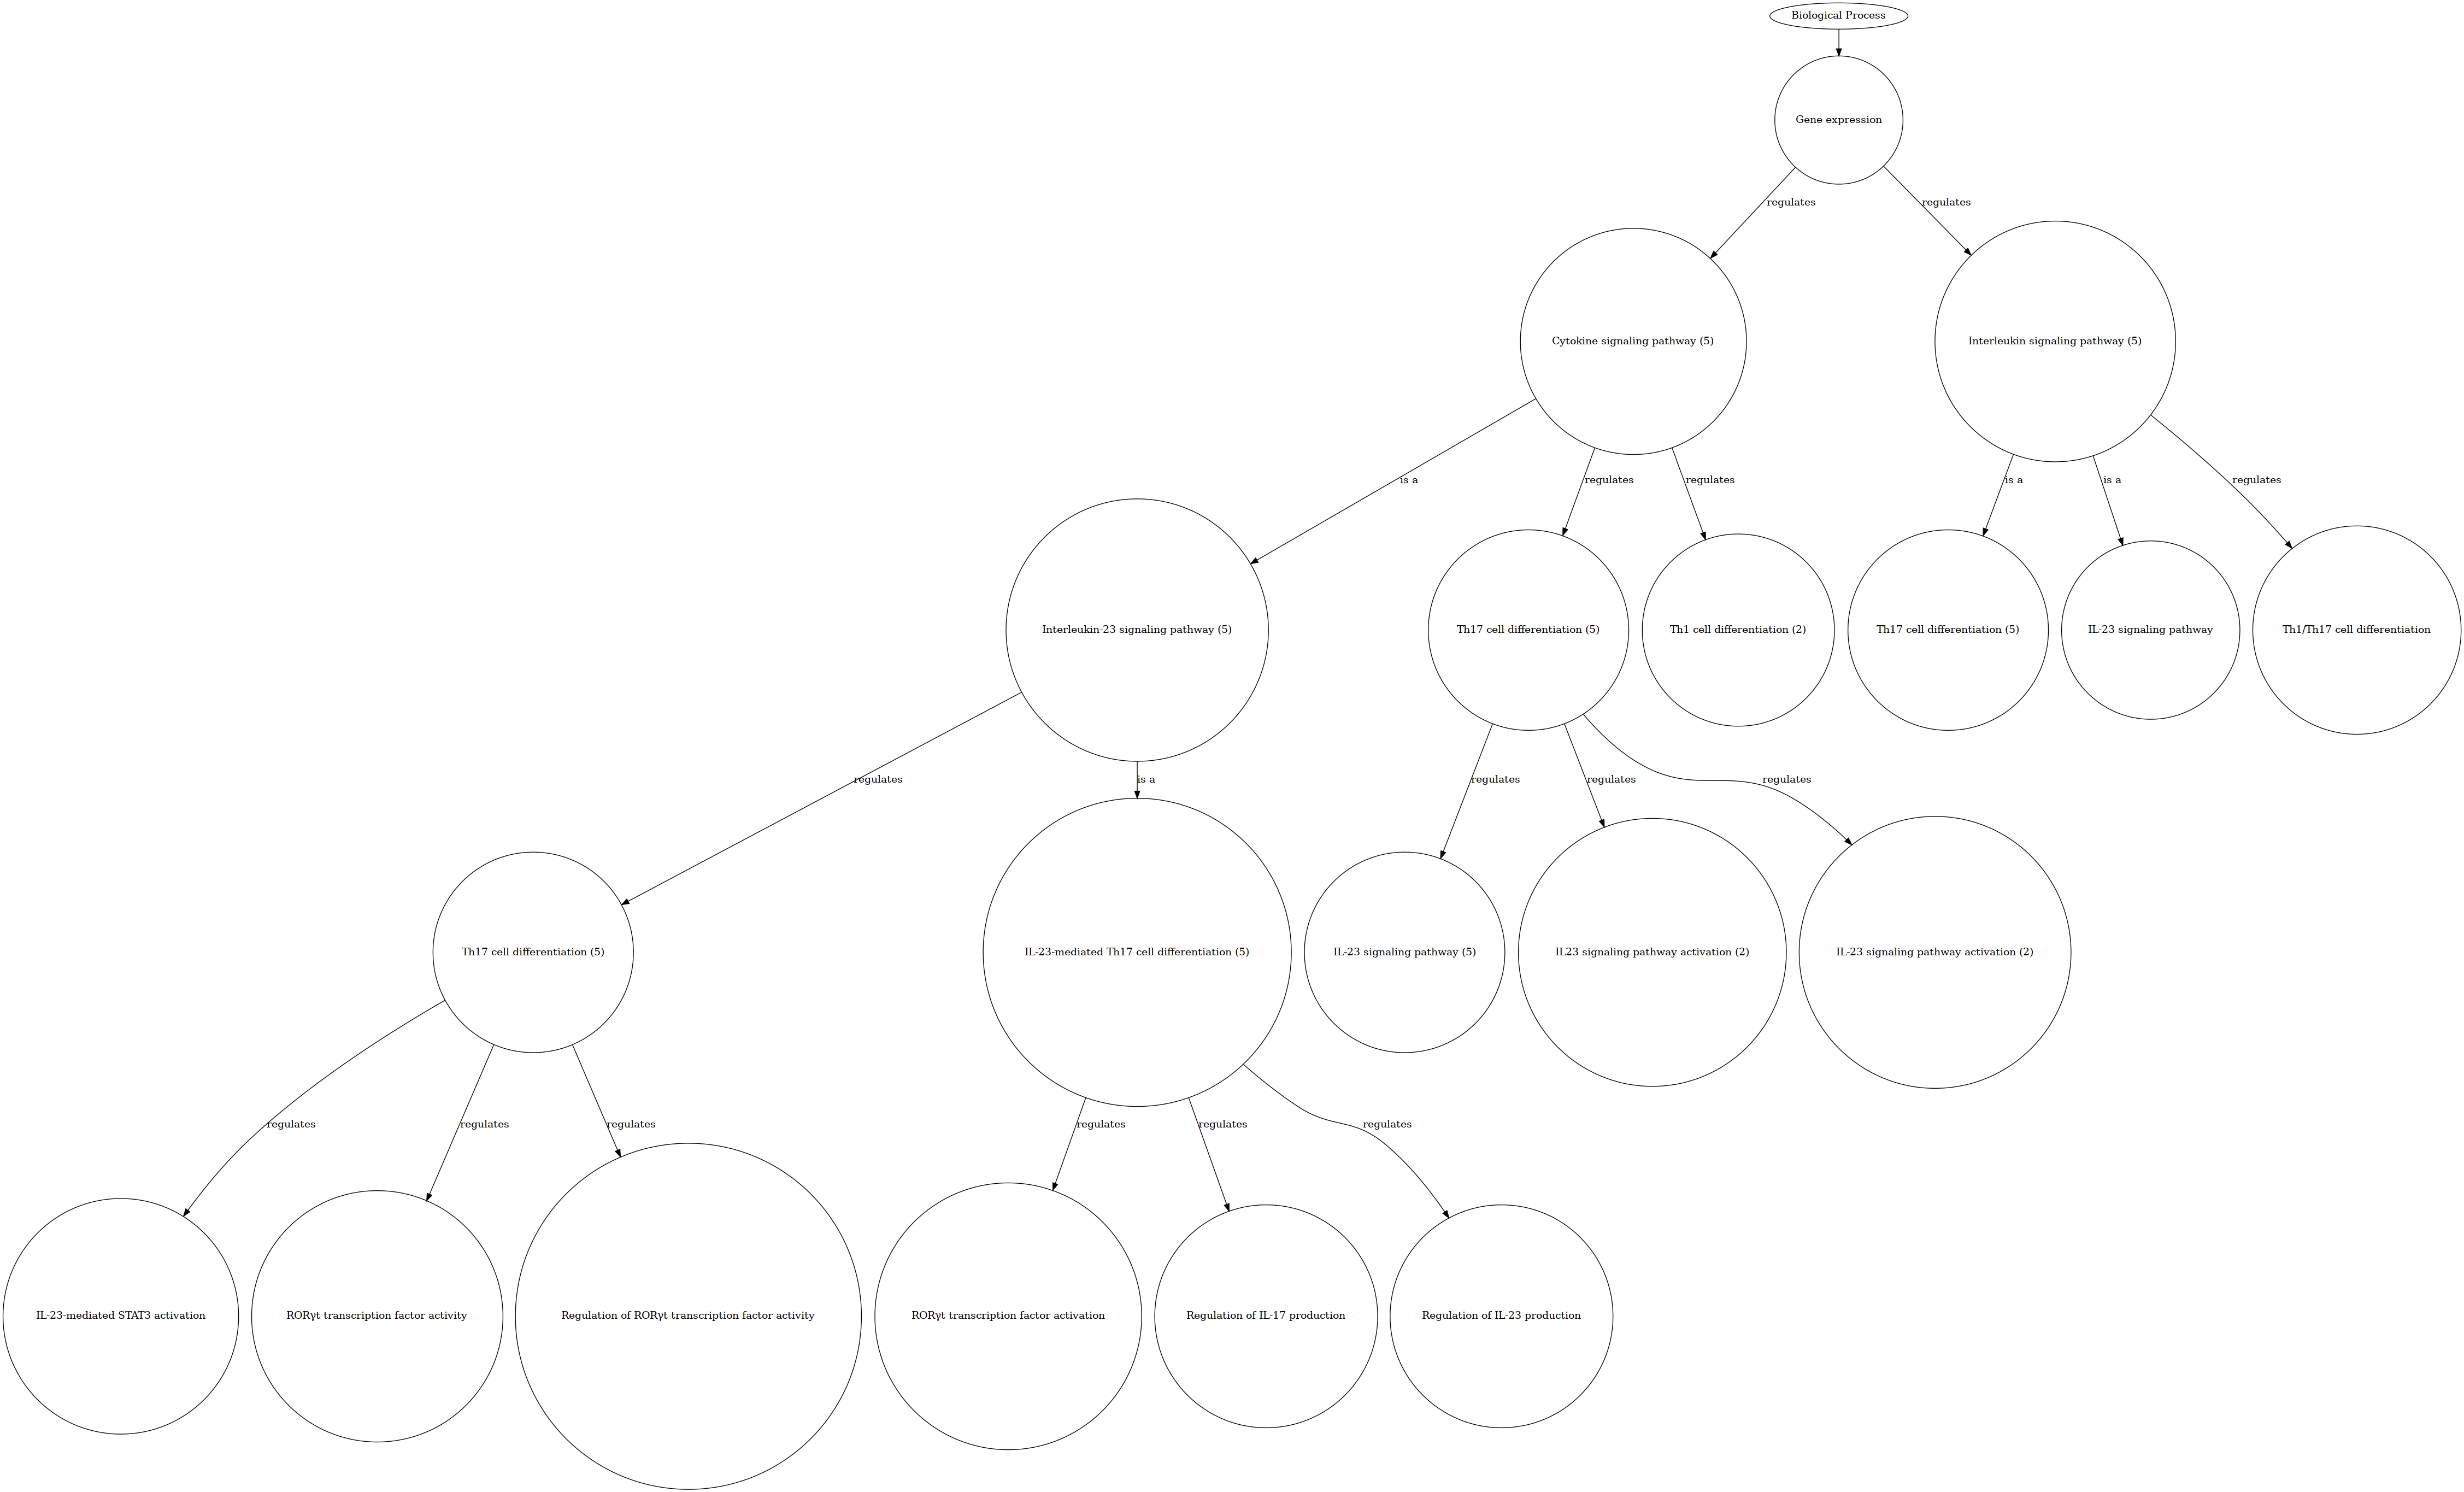 Biological Process
Gene expression
regulates
regulates
Cytokine signaling pathway (5)
Interleukin signaling pathway (5)
is a
regulates
regulates
is a
is a
regulates
Interleukin-23 signaling pathway (5)
Th17 cell differentiation (5)
Th1 cell differentiation (2)
Th17 cell differentiation (5)
IL-23 signaling pathway
Th1/Th17 cell differentiation
regulates
is a
regulates
regulates
regulates
Th17 cell differentiation (5)
IL-23-mediated Th17 cell differentiation (5)
IL-23 signaling pathway (5)
IL23 signaling pathway activation (2)
IL-23 signaling pathway activation (2)
regulates
regulates
regulates
regulates
regulates
regulates
IL-23-mediated STAT3 activation
RORγt transcription factor activity
Regulation of RORγt transcription factor activity
RORγt transcription factor activation
Regulation of IL-17 production
Regulation of IL-23 production